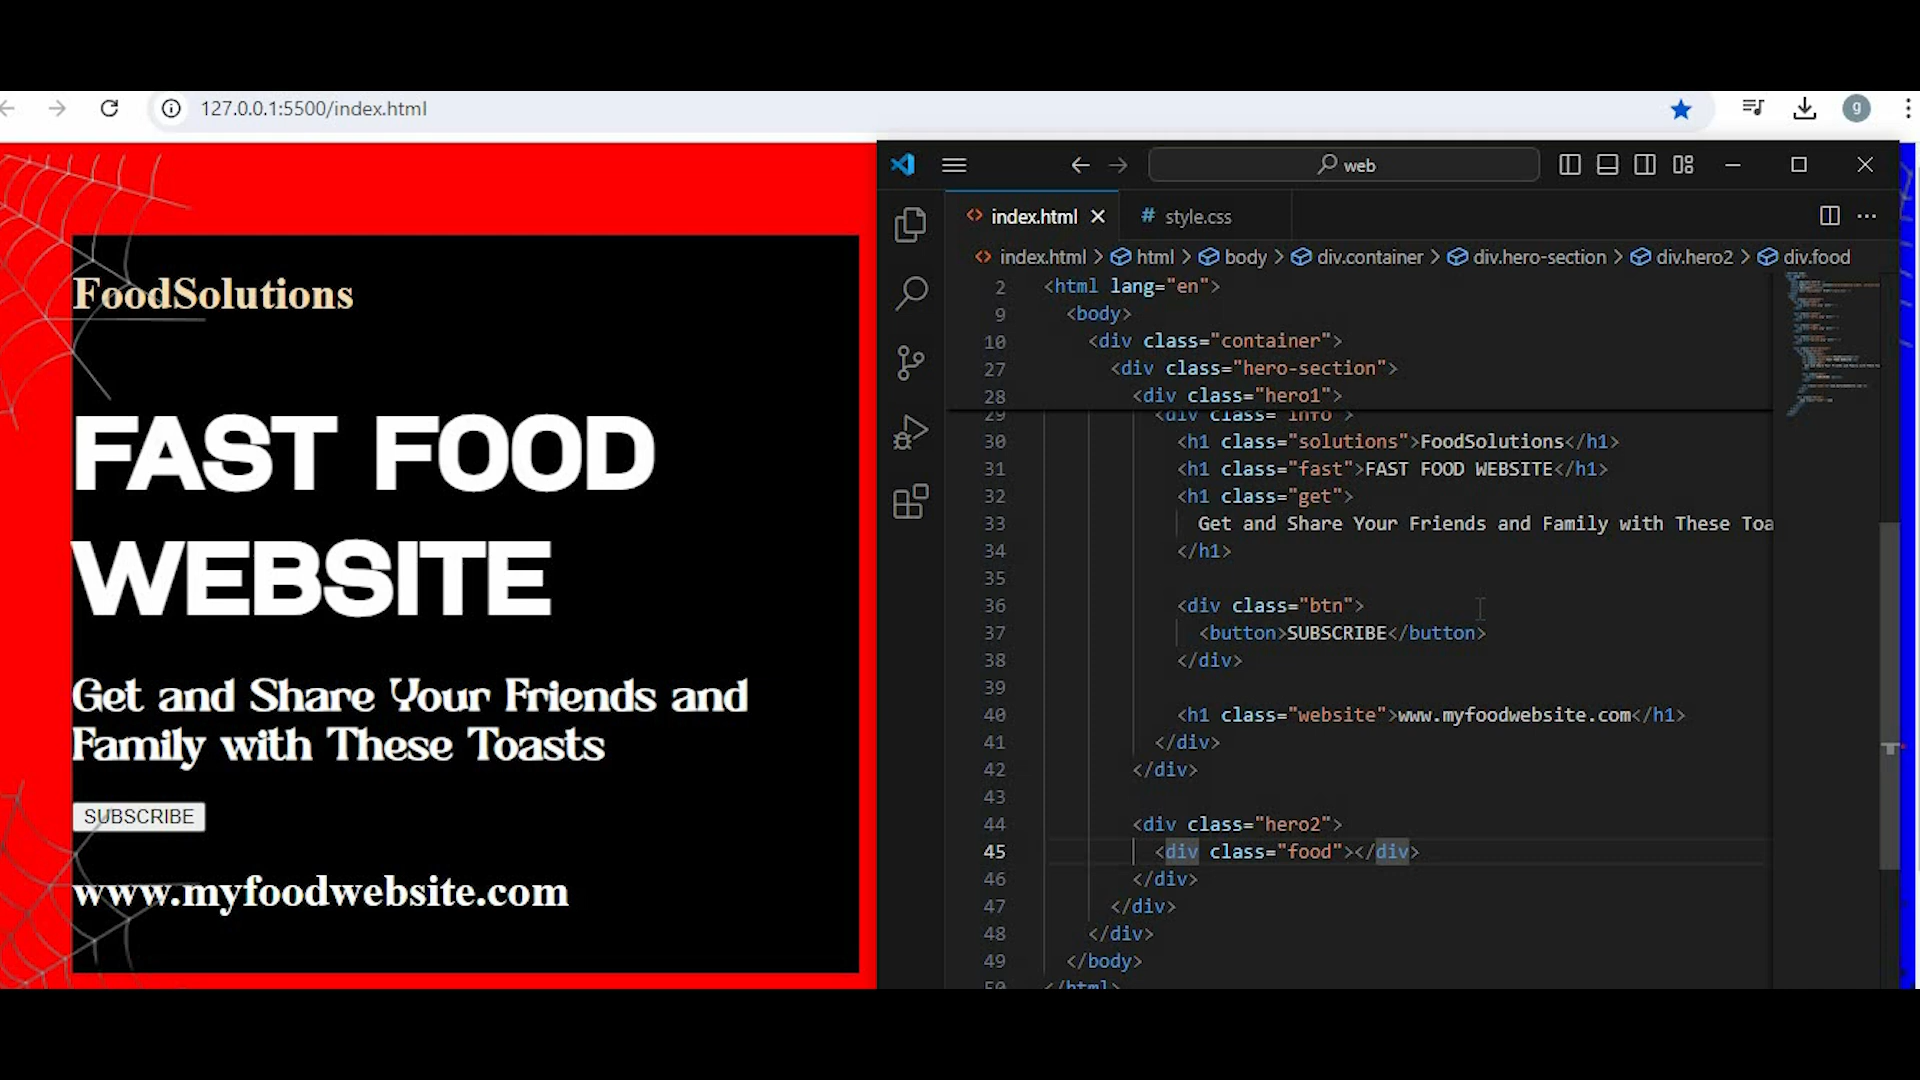 127.0.0.1:5500/index.html
g
FoodSolutions
FAST FOOD
WEBSITE
Get and Share Your Friends and
Family with These Toasts
SUBSCRIBE
www.myfoodwebsite.com
web
index.html
# style.css
index.html > html > body > div.container > div.hero-section > div.hero2 > div.food
2 <html lang="en">
9 <body>
10 <div class="container">
27 <div class="hero-section">
28 <div class="hero1">
29 <div class="info">
30 <h1 class="solutions">FoodSolutions</h1>
31 <h1 class="fast">FAST FOOD WEBSITE</h1>
32 <h1 class="get">
33 Get and Share Your Friends and Family with These Toa
34 </h1>
35
36 <div class="btn">
37 <button>SUBSCRIBE</button>
38 </div>
39
40 <h1 class="website">www.myfoodwebsite.com</h1>
41 </div>
42 </div>
43
44 <div class="hero2">
45 <div class="food"></div>
46 </div>
47 </div>
48 </div>
49 </body>
50 </html>